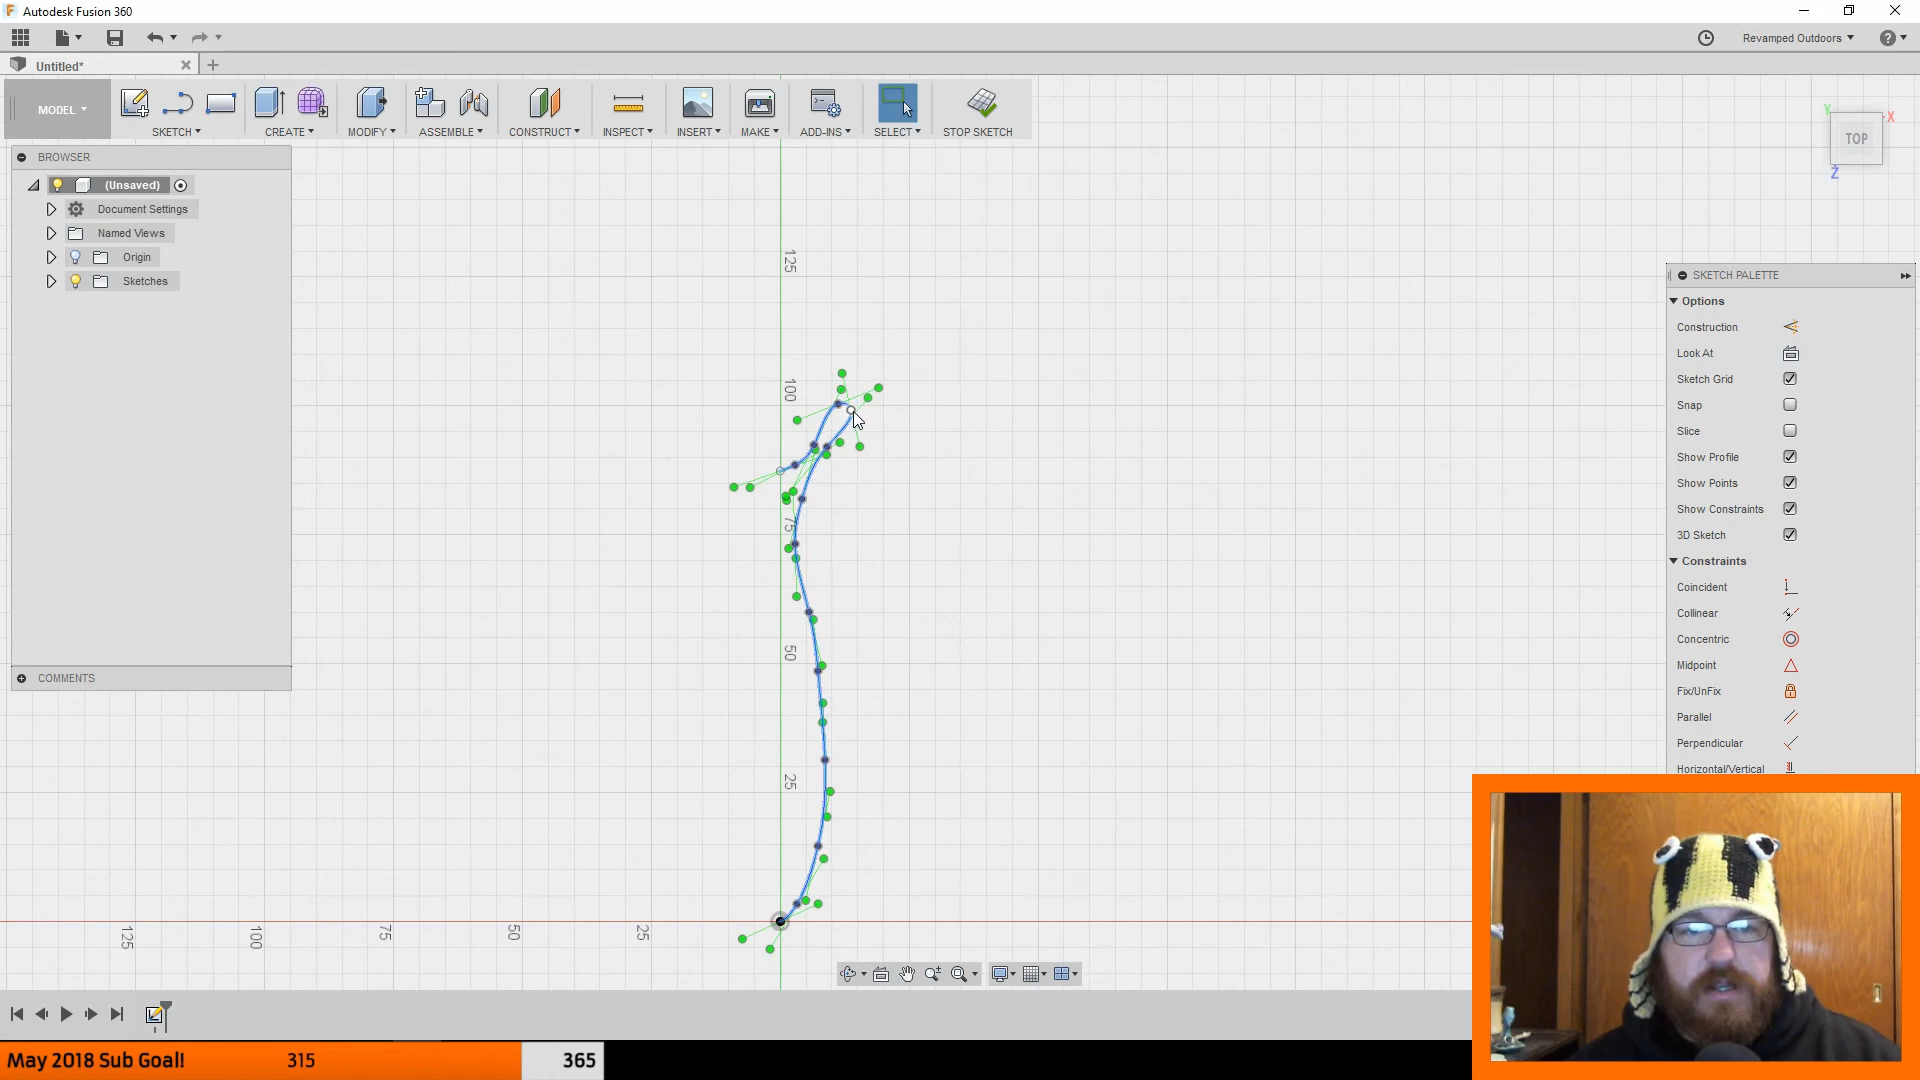 Autodesk Fusion 360
Revamped Outdoors
Untitled*
MODEL
SKETCH
CREATE
MODIFY
ASSEMBLE
CONSTRUCT
INSPECT
INSERT
MAKE
ADD-INS
SELECT
STOP SKETCH
Y
X
TOP
Z
BROWSER
(Unsaved)
Document Settings
Named Views
Origin
Sketches
COMMENTS
125
100
75
50
25
125
100
75
50
25
SKETCH PALETTE
Options
Construction
Look At
Sketch Grid
Snap
Slice
Show Profile
Show Points
Show Constraints
3D Sketch
Constraints
Coincident
Collinear
Concentric
Midpoint
Fix/UnFix
Parallel
Perpendicular
Horizontal/Vertical
May 2018 Sub Goal! 315 365